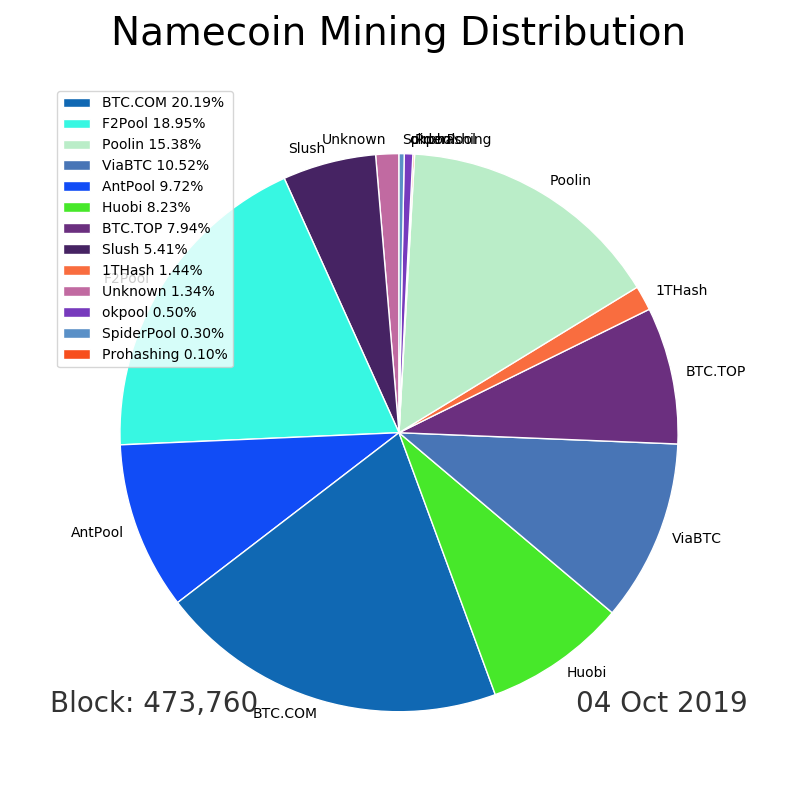 Namecoin Mining Distribution
BTC.COM 20.19%
F2Pool 18.95%
Poolin 15.38%
ViaBTC 10.52%
AntPool 9.72%
Huobi 8.23%
BTC.TOP 7.94%
Slush 5.41%
1THash 1.44%
Unknown 1.34%
okpool 0.50%
SpiderPool 0.30%
Prohashing 0.10%
Slush
Unknown
Poolin
1THash
BTC.TOP
ViaBTC
Huobi
BTC.COM
AntPool
F2Pool
Block: 473,760
04 Oct 2019